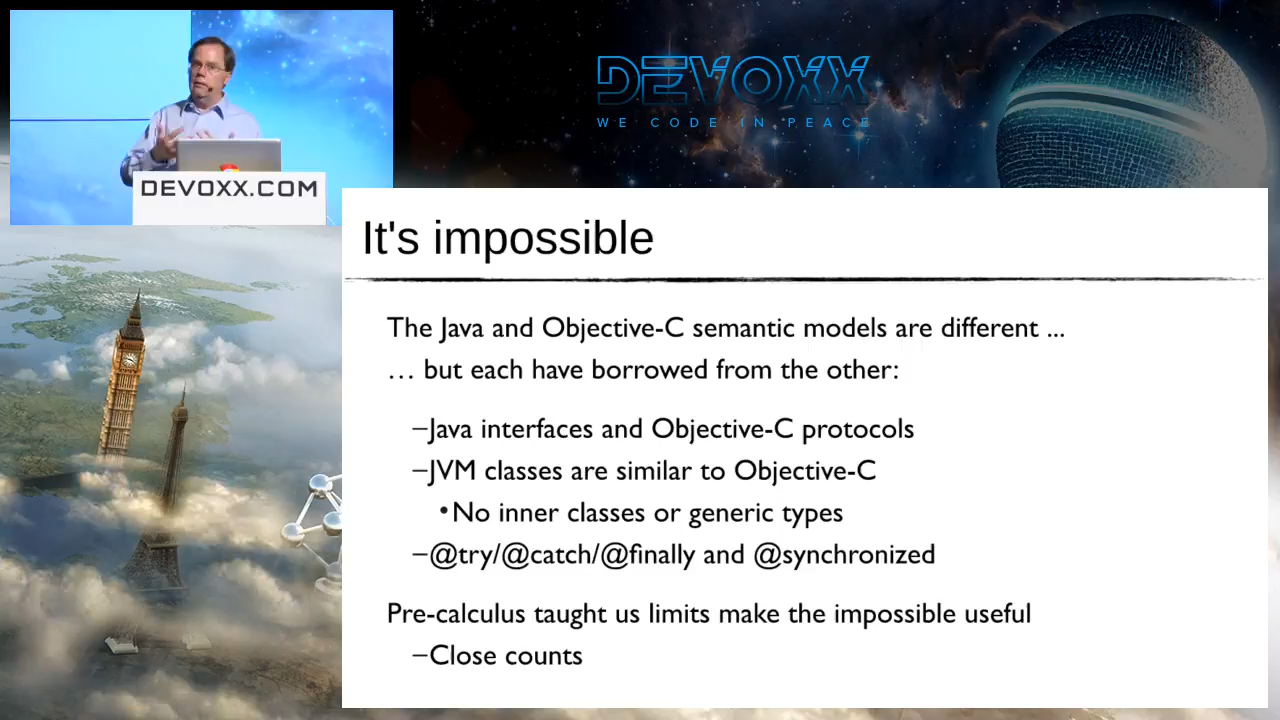 DEVOXX
WE CODE IN PEACE
DEVOXX.COM
It's impossible
The Java and Objective-C semantic models are different ...
… but each have borrowed from the other:
–Java interfaces and Objective-C protocols
–JVM classes are similar to Objective-C
•No inner classes or generic types
–@try/@catch/@finally and @synchronized
Pre-calculus taught us limits make the impossible useful
–Close counts